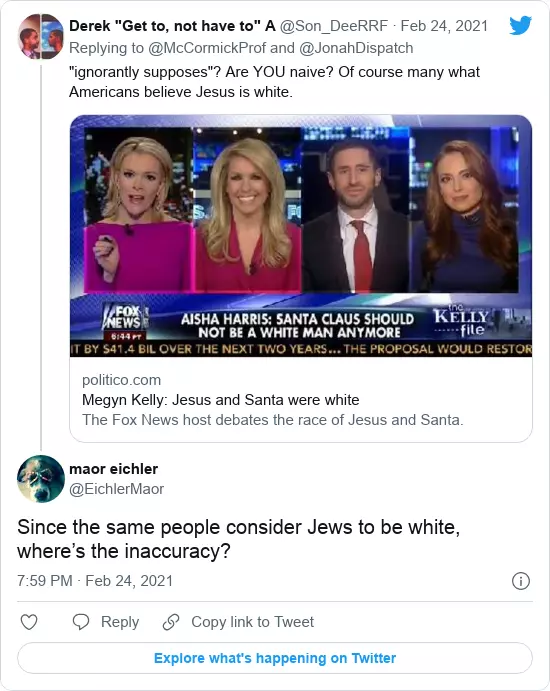 Derek "Get to, not have to" A @Son_DeeRRF · Feb 24, 2021
Replying to @McCormickProf and @JonahDispatch
"ignorantly supposes"? Are YOU naive? Of course many what
Americans believe Jesus is white.
FOX
NEWS
6:44 PT
AISHA HARRIS: SANTA CLAUS SHOULD
NOT BE A WHITE MAN ANYMORE
the
KELLY
file
IT BY $41.4 BIL OVER THE NEXT TWO YEARS... THE PROPOSAL WOULD RESTOR
politico.com
Megyn Kelly: Jesus and Santa were white
The Fox News host debates the race of Jesus and Santa.
maor eichler
@EichlerMaor
Since the same people consider Jews to be white,
where’s the inaccuracy?
7:59 PM · Feb 24, 2021
Reply
Copy link to Tweet
Explore what's happening on Twitter